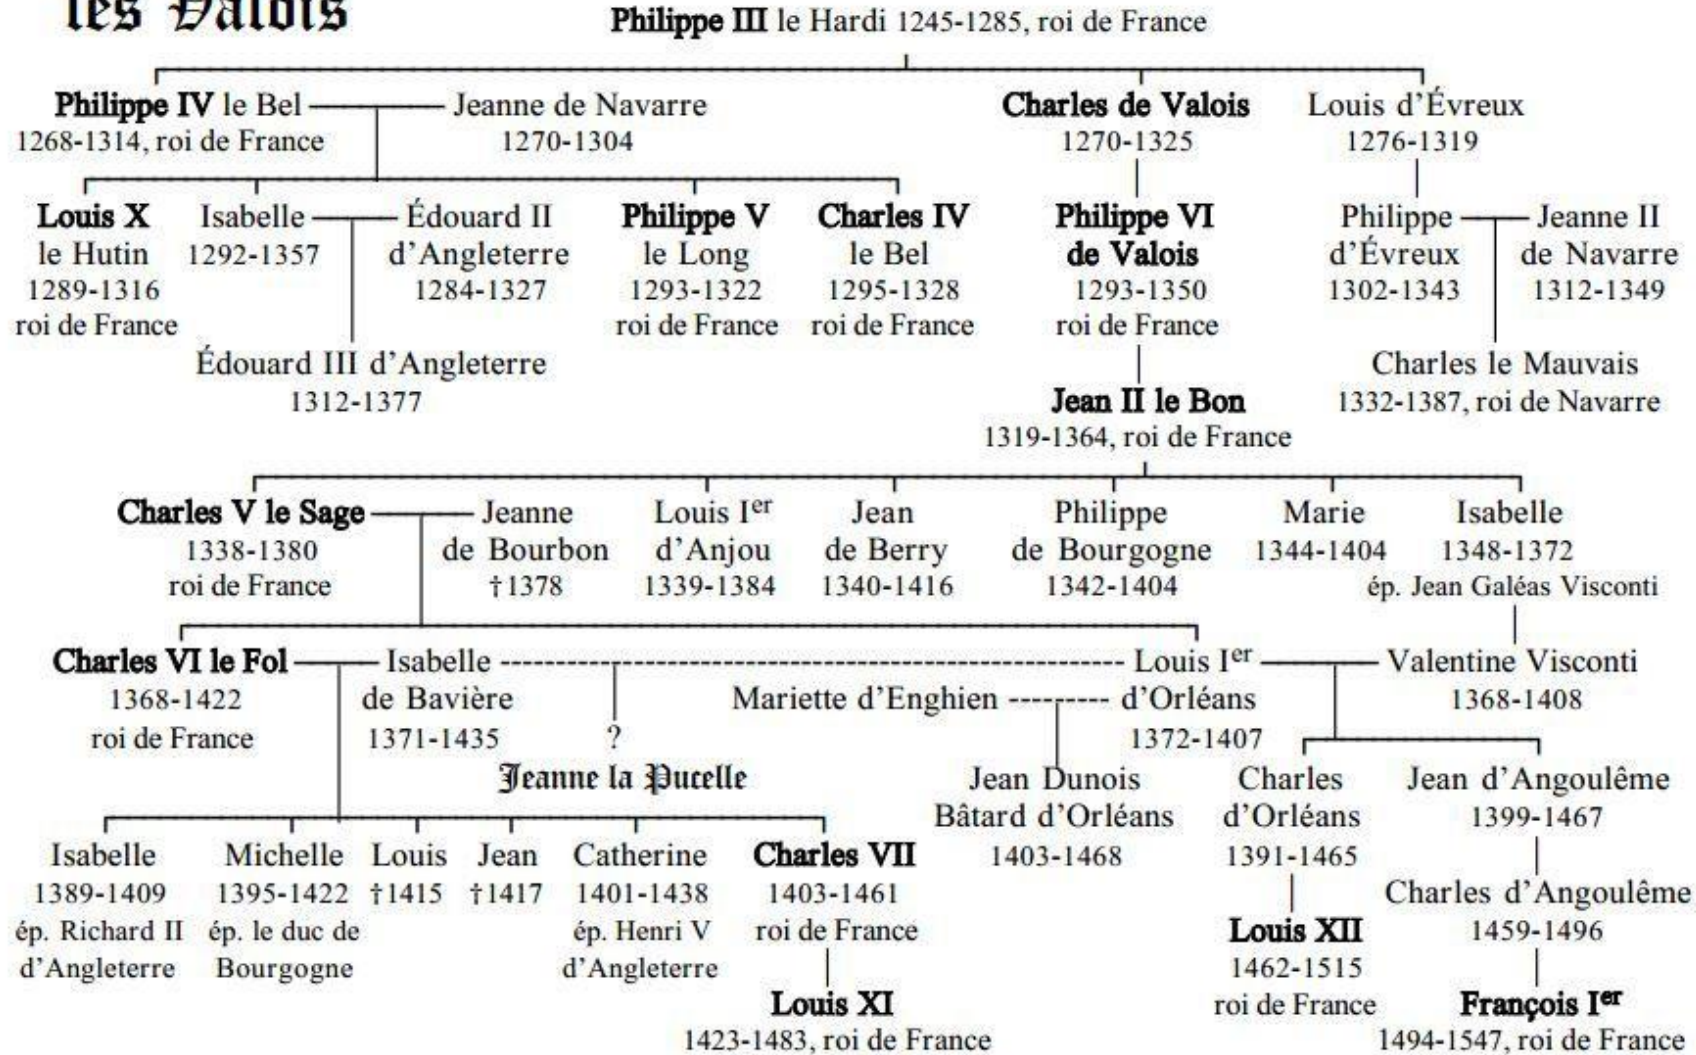 les Valois
Philippe III le Hardi 1245-1285, roi de France
Philippe IV le Bel
1268-1314, roi de France
Jeanne de Navarre
1270-1304
Charles de Valois
1270-1325
Louis d'Évreux
1276-1319
Louis X
le Hutin
1289-1316
roi de France
Isabelle
1292-1357
Édouard II
d'Angleterre
1284-1327
Philippe V
le Long
1293-1322
roi de France
Charles IV
le Bel
1295-1328
roi de France
Philippe VI
de Valois
1293-1350
roi de France
Philippe
d'Évreux
1302-1343
Jeanne II
de Navarre
1312-1349
Édouard III d'Angleterre
1312-1377
Jean II le Bon
1319-1364, roi de France
Charles le Mauvais
1332-1387, roi de Navarre
Charles V le Sage
1338-1380
roi de France
Jeanne
de Bourbon
†1378
Louis Ier
d'Anjou
1339-1384
Jean
de Berry
1340-1416
Philippe
de Bourgogne
1342-1404
Marie
1344-1404
Isabelle
1348-1372
ép. Jean Galéas Visconti
Charles VI le Fol
1368-1422
roi de France
Isabelle
de Bavière
1371-1435
?
Jeanne la Pucelle
Mariette d'Enghien
Louis Ier
d'Orléans
1372-1407
Valentine Visconti
1368-1408
Jean Dunois
Bâtard d'Orléans
1403-1468
Charles
d'Orléans
1391-1465
Jean d'Angoulême
1399-1467
Isabelle
1389-1409
ép. Richard II
d'Angleterre
Michelle
1395-1422
ép. le duc de
Bourgogne
Louis
†1415
Jean
†1417
Catherine
1401-1438
ép. Henri V
d'Angleterre
Charles VII
1403-1461
roi de France
Louis XI
1423-1483, roi de France
Louis XII
1462-1515
roi de France
Charles d'Angoulême
1459-1496
François Ier
1494-1547, roi de France